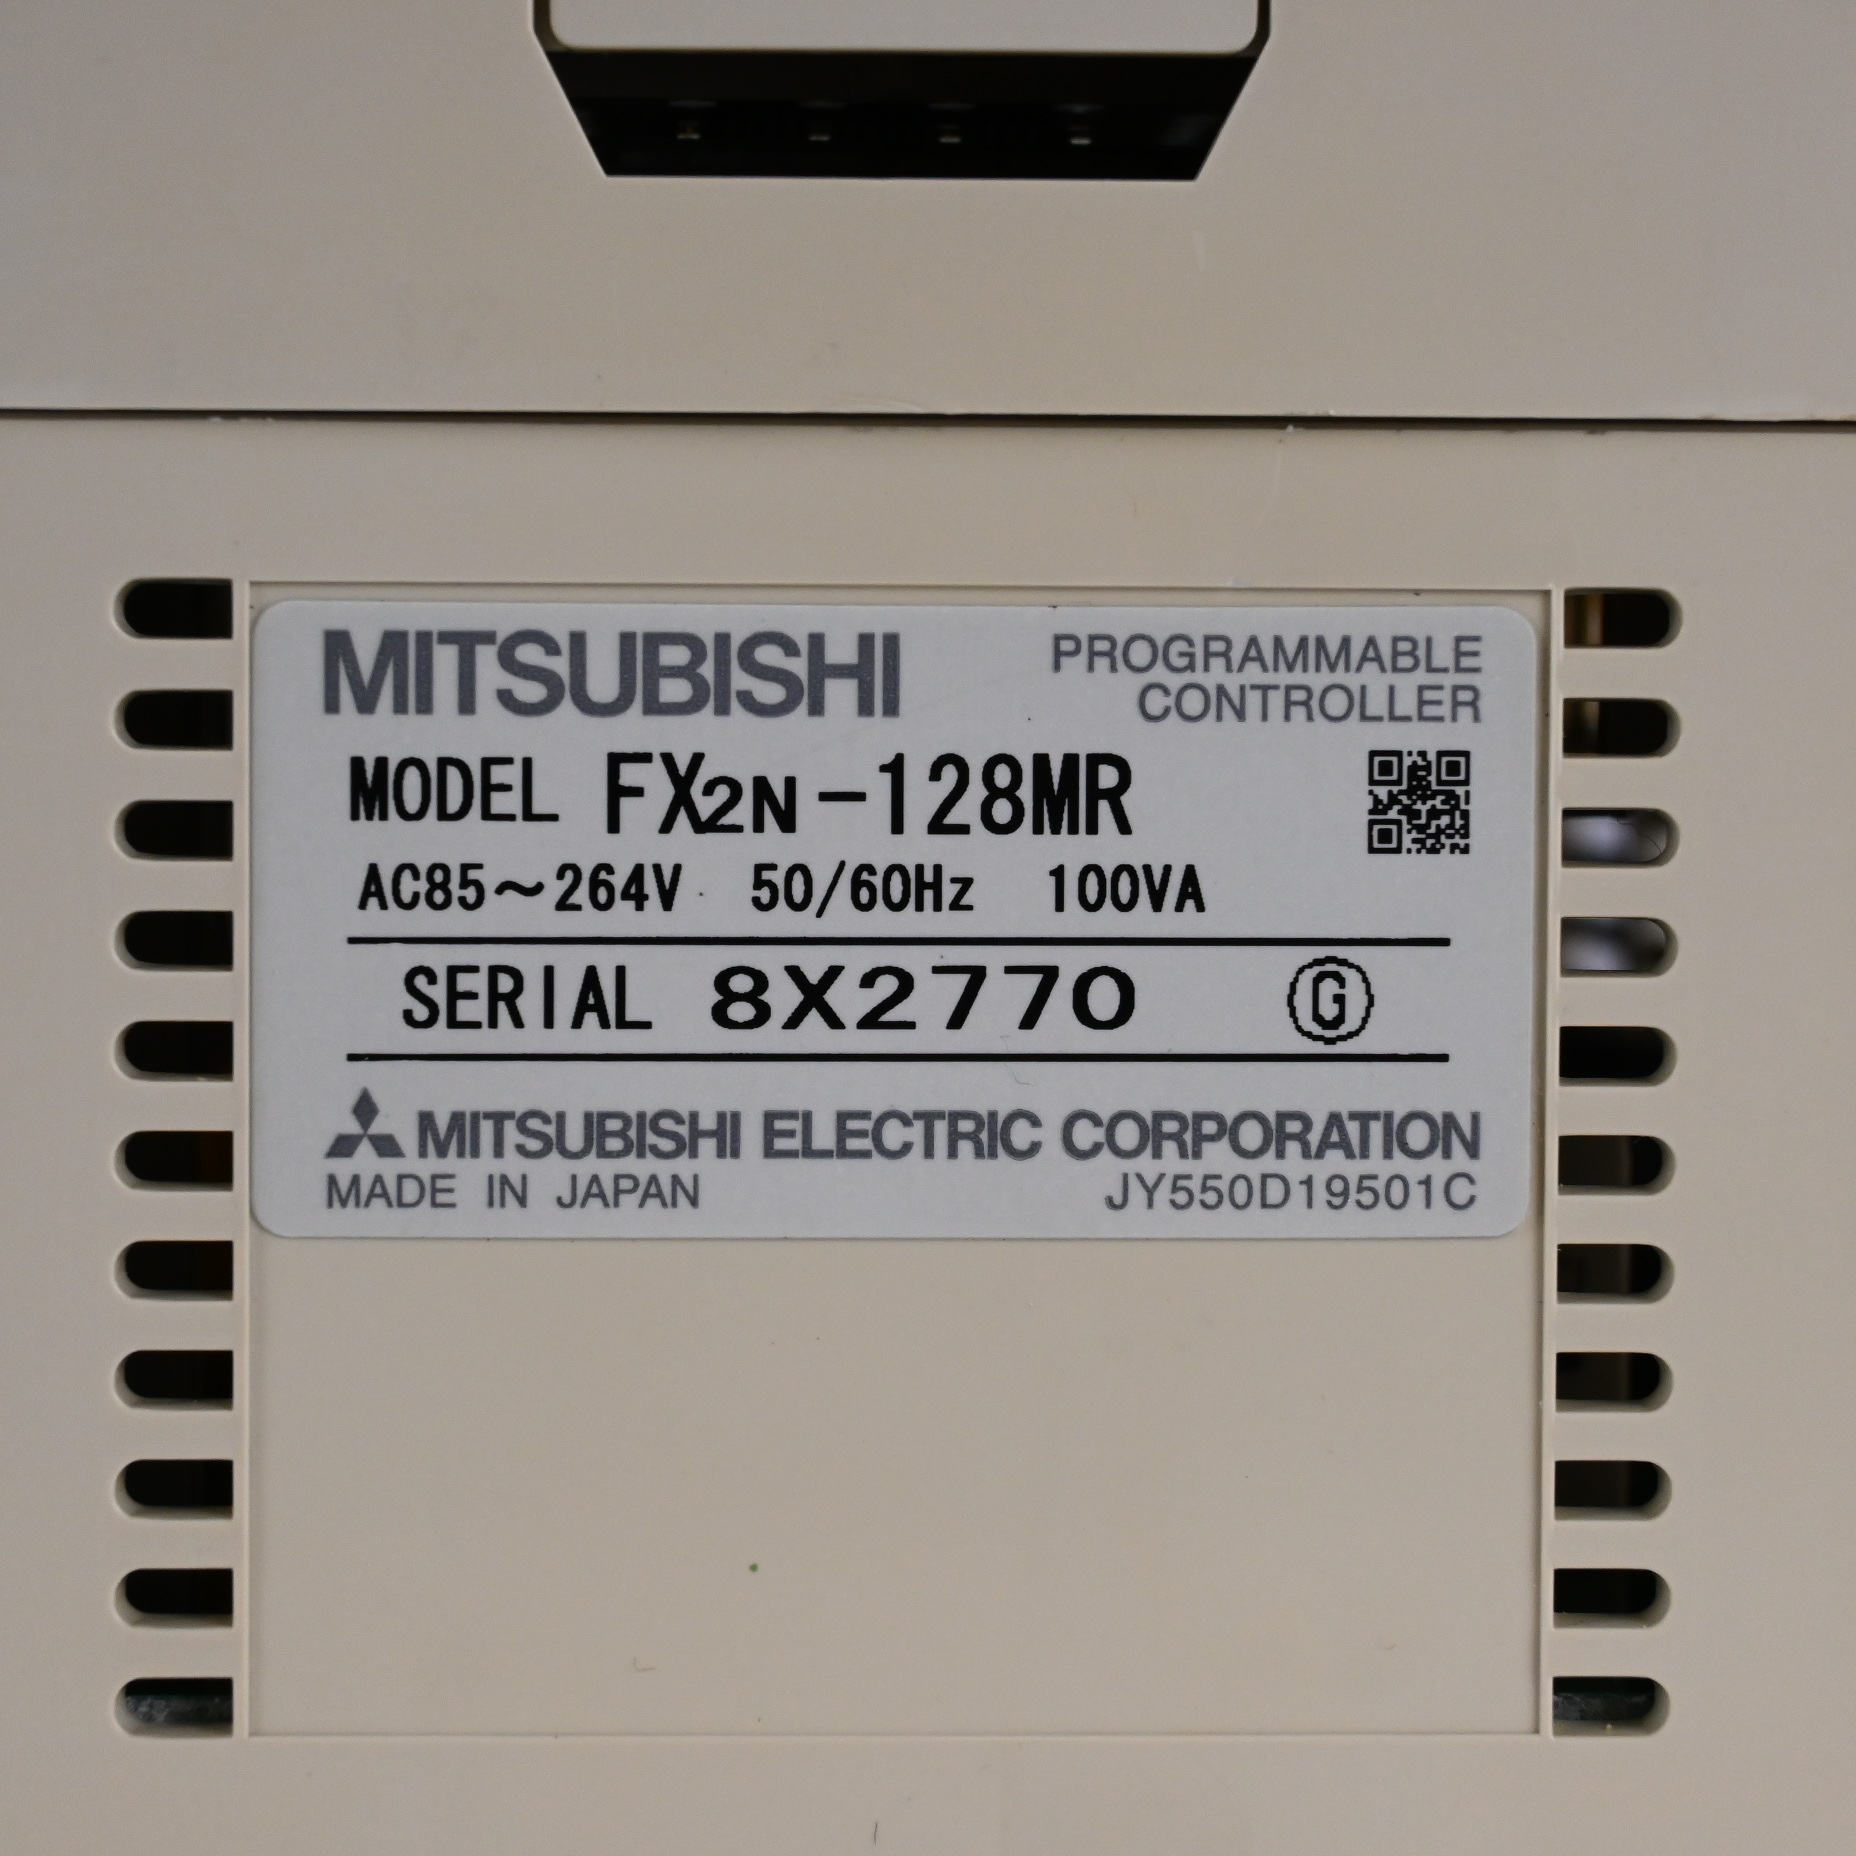 MITSUBISHI PROGRAMMABLE
CONTROLLER
MODEL FX2N-128MR
AC85～264V 50/60Hz 100VA
SERIAL 8X2770 G
MITSUBISHI ELECTRIC CORPORATION
MADE IN JAPAN JY550D19501C